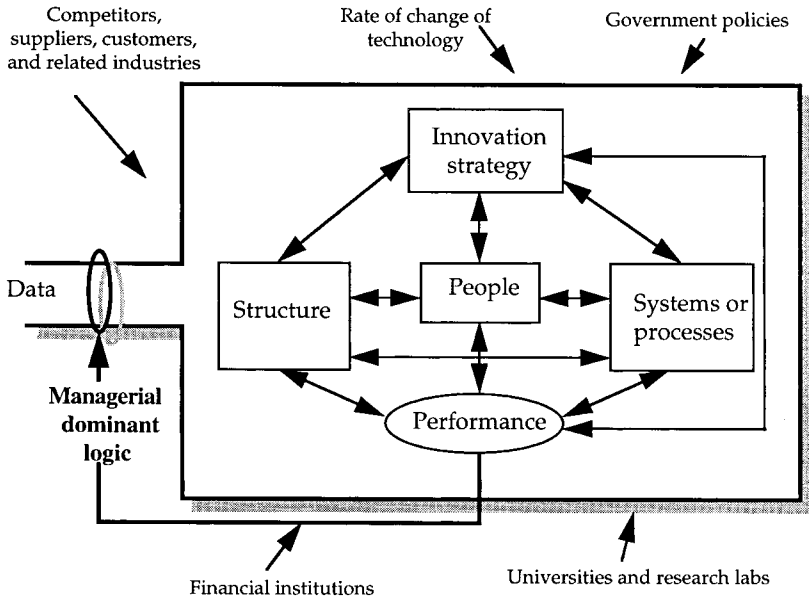 Competitors,
suppliers, customers,
and related industries
Rate of change of
technology
Government policies
Innovation
strategy
Data
Structure
People
Systems or
processes
Managerial
dominant
logic
Performance
Financial institutions
Universities and research labs